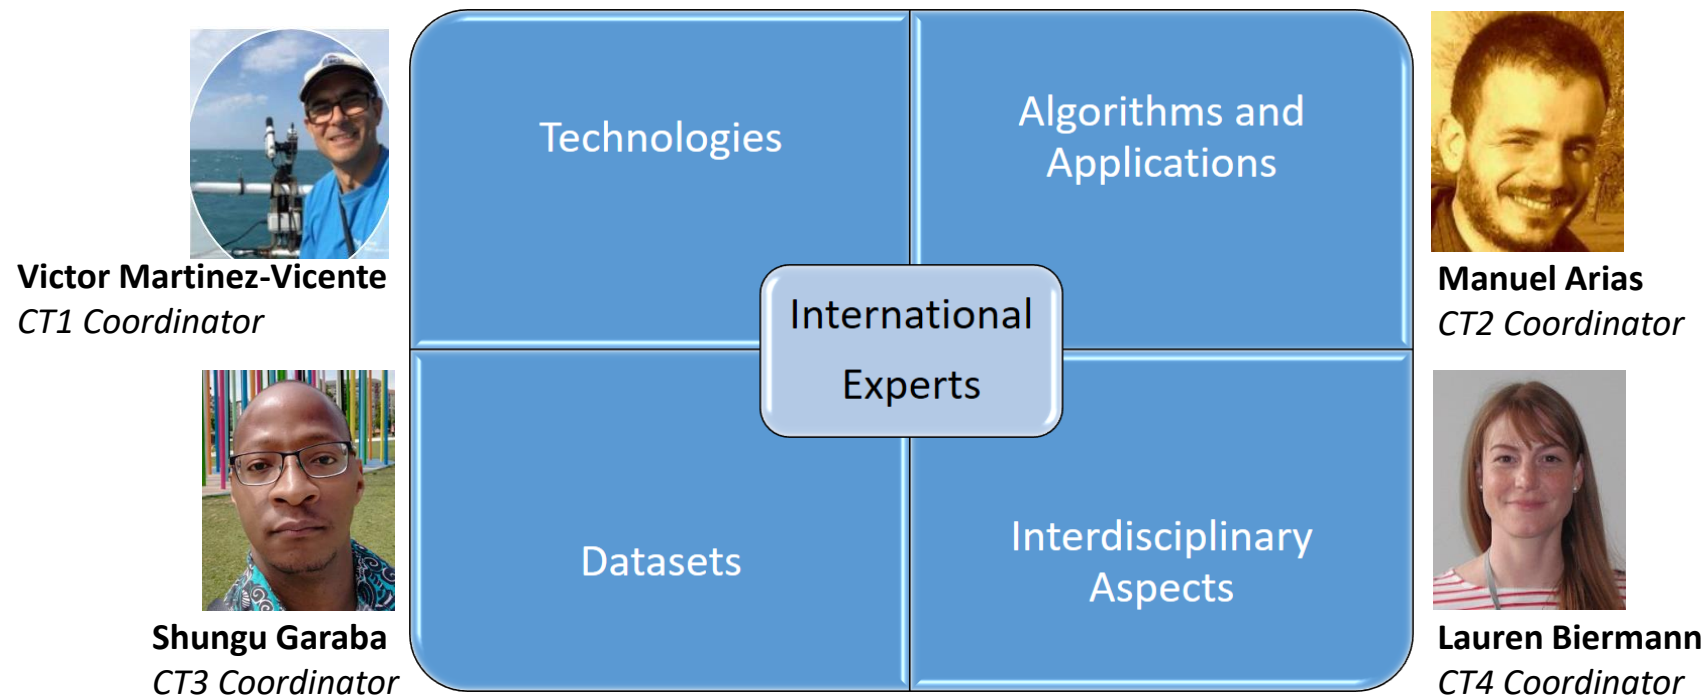 Technologies
Algorithms and
Applications
Victor Martinez-Vicente
CT1 Coordinator
Manuel Arias
CT2 Coordinator
International
Experts
Datasets
Interdisciplinary
Aspects
Shungu Garaba
CT3 Coordinator
Lauren Biermann
CT4 Coordinator